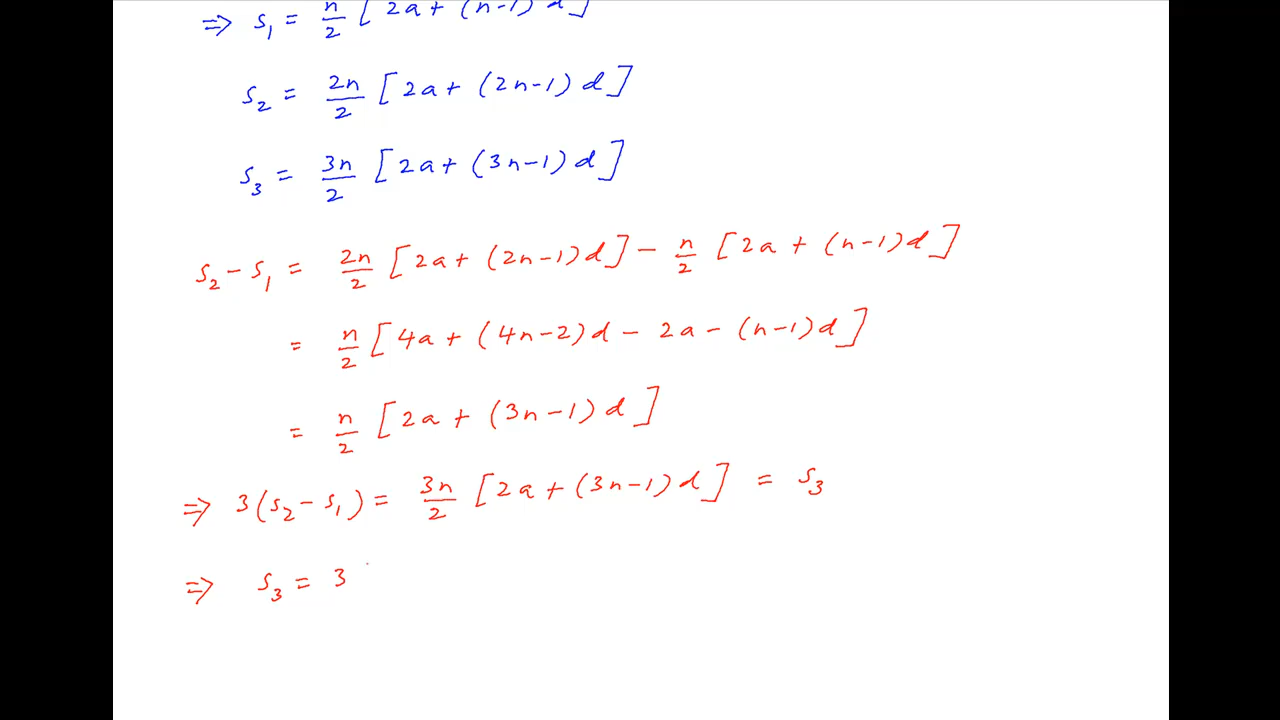 ⇒ S₁ = n/2 [2a + (n-1)d]
S₂ = 2n/2 [2a + (2n-1)d]
S₃ = 3n/2 [2a + (3n-1)d]
S₂ - S₁ = 2n/2 [2a + (2n-1)d] - n/2 [2a + (n-1)d]
= n/2 [4a + (4n-2)d - 2a - (n-1)d]
= n/2 [2a + (3n-1)d]
⇒ 3(S₂ - S₁) = 3n/2 [2a + (3n-1)d] = S₃
⇒ S₃ = 3